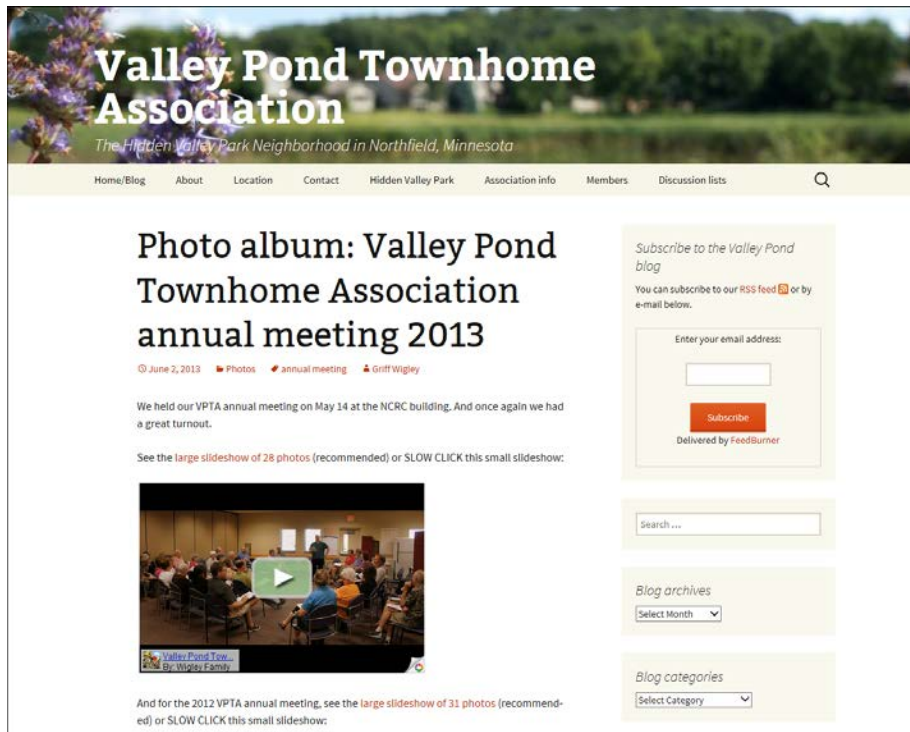 Valley Pond Townhome
Association
The Hidden Valley Park Neighborhood in Northfield, Minnesota
Home/Blog About Location Contact Hidden Valley Park Association info Members Discussion lists
Photo album: Valley Pond
Townhome Association
annual meeting 2013
June 2, 2013 Photos annual meeting Griff Wigley
We held our VPTA annual meeting on May 14 at the NCRC building. And once again we had
a great turnout.
See the large slideshow of 28 photos (recommended) or SLOW CLICK this small slideshow:
Valley Pond Tow...
By: Wigley Family
And for the 2012 VPTA annual meeting, see the large slideshow of 31 photos (recommend-
ed) or SLOW CLICK this small slideshow:
Subscribe to the Valley Pond
blog
You can subscribe to our RSS feed or by
e-mail below.
Enter your email address:
Subscribe
Delivered by FeedBurner
Search ...
Blog archives
Select Month
Blog categories
Select Category